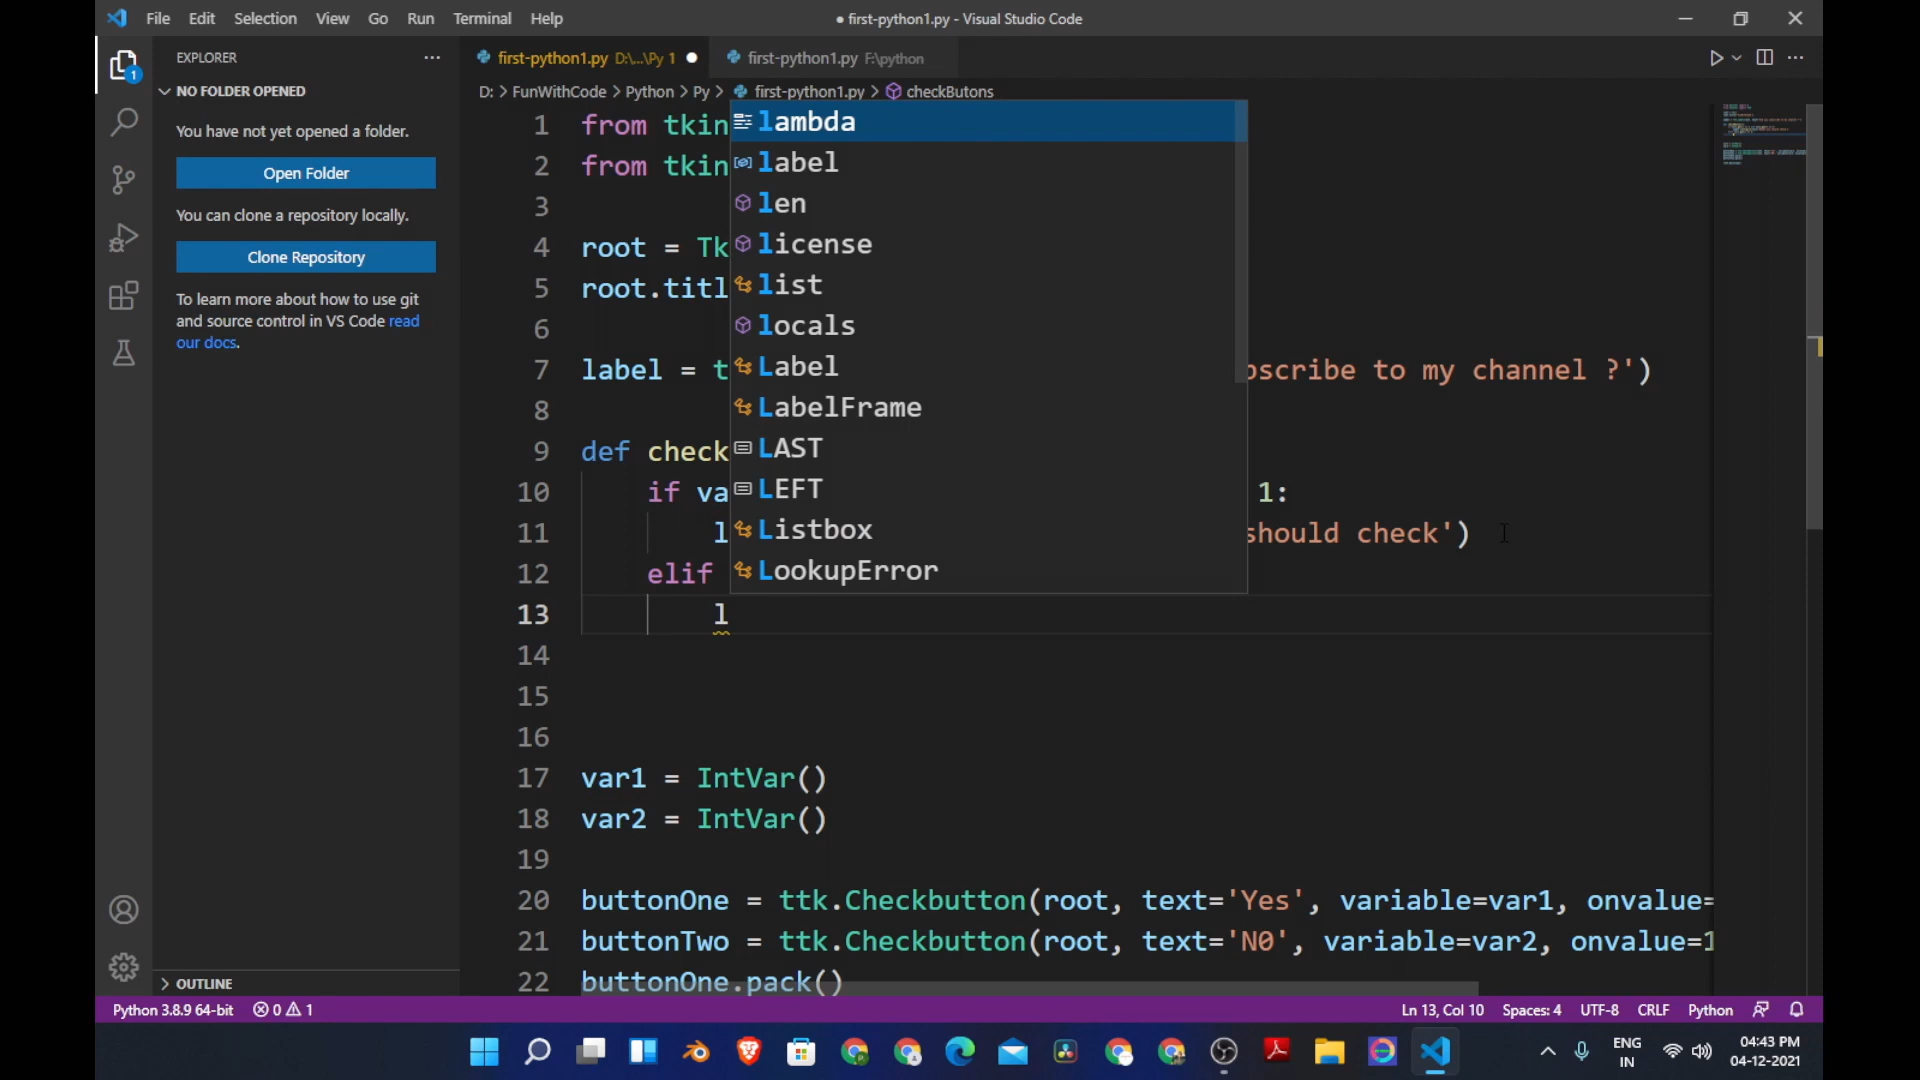 File Edit Selection View Go Run Terminal Help
● first-python1.py - Visual Studio Code
EXPLORER
NO FOLDER OPENED
You have not yet opened a folder.
Open Folder
You can clone a repository locally.
Clone Repository
To learn more about how to use git
and source control in VS Code read
our docs.
OUTLINE
1
first-python1.py D:\...\Py 1
first-python1.py F:\python
D: > FunWithCode > Python > Py > first-python1.py > checkButons
1 from tkin
2 from tkin
3
4 root = Tk
5 root.titl
6
7 label = t bscribe to my channel ?')
8
9 def check
10 if va 1:
11 l should check')
12 elif
13 l
14
15
16
17 var1 = IntVar()
18 var2 = IntVar()
19
20 buttonOne = ttk.Checkbutton(root, text='Yes', variable=var1, onvalue=
21 buttonTwo = ttk.Checkbutton(root, text='N0', variable=var2, onvalue=1
22 buttonOne.pack()
lambda
label
len
license
list
locals
Label
LabelFrame
LAST
LEFT
Listbox
LookupError
Python 3.8.9 64-bit 0 1
Ln 13, Col 10 Spaces: 4 UTF-8 CRLF Python
ENG
IN
04:43 PM
04-12-2021